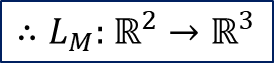 ∴ L_M: ℝ² → ℝ³